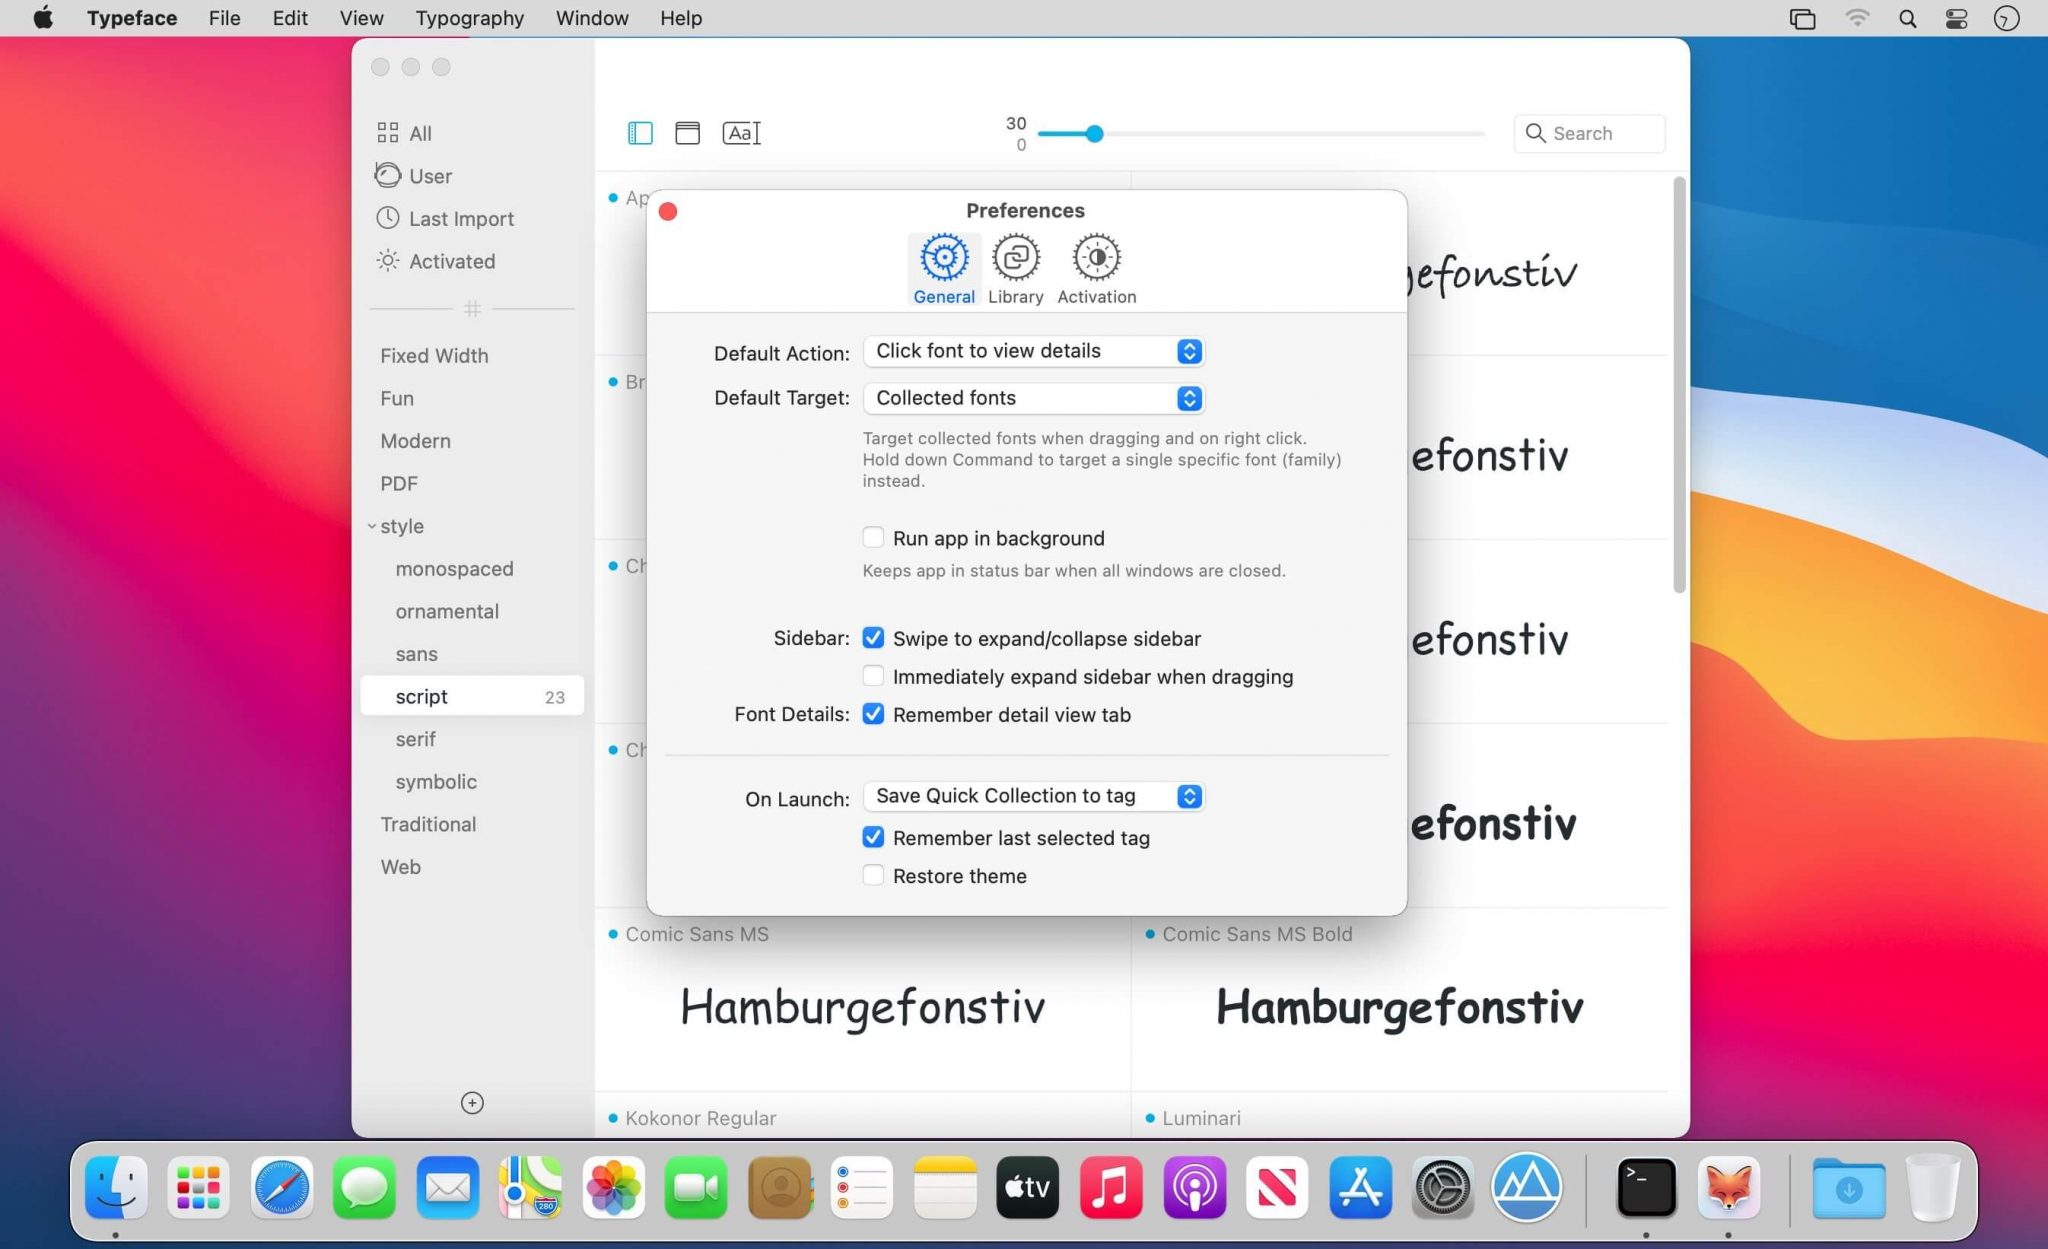 Typeface File Edit View Typography Window Help
All
User
Last Import
Activated
Fixed Width
Fun
Modern
PDF
style
monospaced
ornamental
sans
script 23
serif
symbolic
Traditional
Web
Aa
30
0
Search
Preferences
General Library Activation
Default Action: Click font to view details
Default Target: Collected fonts
Target collected fonts when dragging and on right click.
Hold down Command to target a single specific font (family)
instead.
Run app in background
Keeps app in status bar when all windows are closed.
Sidebar: Swipe to expand/collapse sidebar
Immediately expand sidebar when dragging
Font Details: Remember detail view tab
On Launch: Save Quick Collection to tag
Remember last selected tag
Restore theme
Ap
Br
Ch
Ch
gefonstiv
efonstiv
efonstiv
efonstiv
Comic Sans MS
Comic Sans MS Bold
Hamburgefonstiv
Hamburgefonstiv
Kokonor Regular
Luminari
280
tv
>_